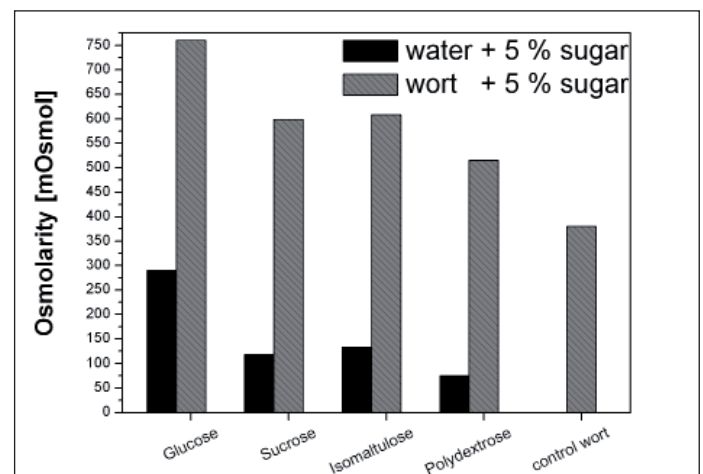 Osmolarity [mOsmol]
750
700
650
600
550
500
450
400
350
300
250
200
150
100
50
0
water + 5 % sugar
wort + 5 % sugar
Glucose
Sucrose
Isomaltulose
Polydextrose
control wort